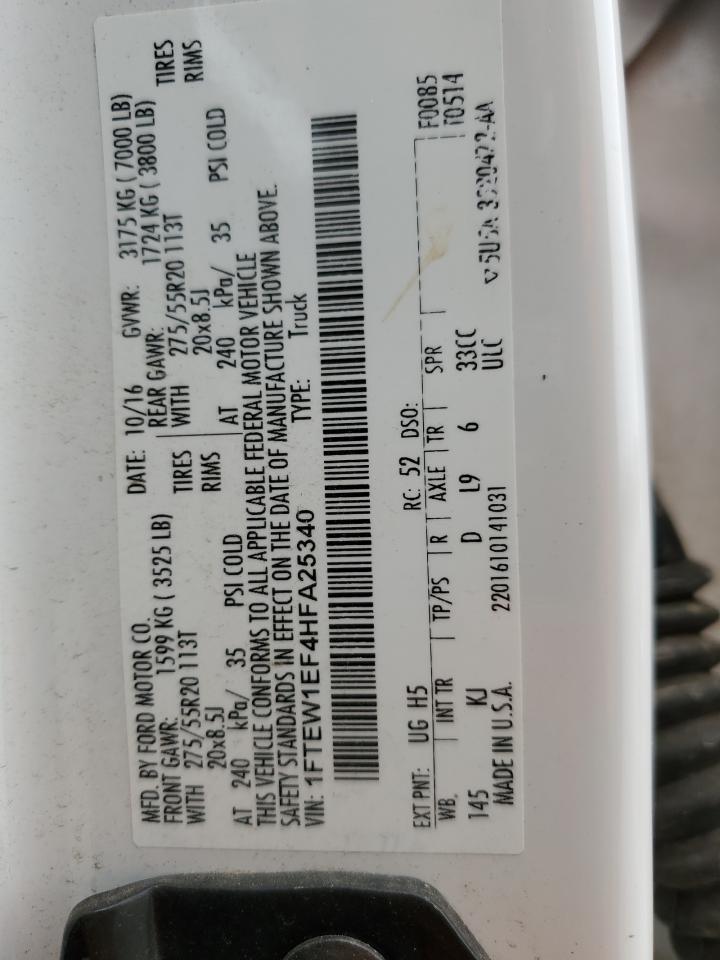 MFD. BY FORD MOTOR CO. DATE: 10/16 GVWR: 3175 KG ( 7000 LB)
FRONT GAWR: 1599 KG ( 3525 LB) REAR GAWR: 1724 KG ( 3800 LB)
WITH 275/55R20 113T TIRES WITH 275/55R20 113T TIRES
20x8.5J RIMS 20x8.5J RIMS
AT 240 kPa/ 35 PSI COLD AT 240 kPa/ 35 PSI COLD
THIS VEHICLE CONFORMS TO ALL APPLICABLE FEDERAL MOTOR VEHICLE
SAFETY STANDARDS IN EFFECT ON THE DATE OF MANUFACTURE SHOWN ABOVE.
VIN: 1FTEW1EF4HFA25340 TYPE: Truck
F0085
EXT PNT: UG H5 RC: 52 DSO: T0514
WB INT TR TP/PS R AXLE TR SPR
145 KJ D L9 6 33CC
ULC
MADE IN U.S.A. 2201610141031